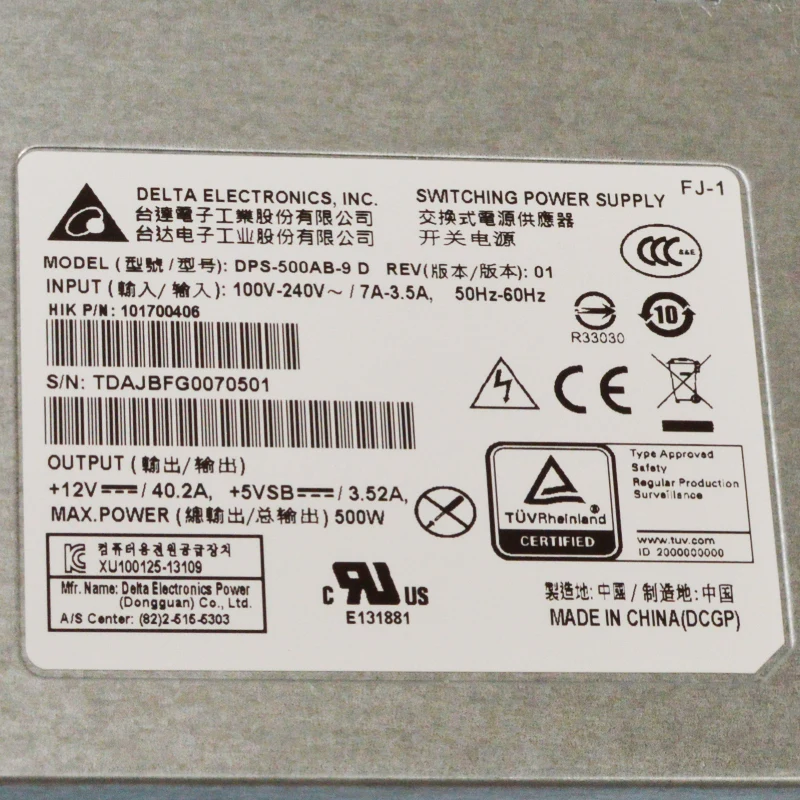 DELTA ELECTRONICS, INC. SWITCHING POWER SUPPLY FJ-1
台達電子工業股份有限公司 交換式電源供應器
台达电子工业股份有限公司 开关电源
MODEL (型號/型号): DPS-500AB-9 D REV(版本/版本): 01
INPUT (輸入/输入): 100V-240V～/7A-3.5A, 50Hz-60Hz
HIK P/N: 101700406
CCC S&E
R33030
10
S/N: TDAJBFG0070501
CE
OUTPUT (輸出/输出)
+12V⎓/40.2A, +5VSB⎓/3.52A,
MAX.POWER (總輸出/总输出) 500W
TÜVRheinland®
CERTIFIED
Type Approved
Safety
Regular Production
Surveillance
www.tuv.com
ID 2000000000
컴퓨터용전원공급장치
XU100125-13109
Mfr. Name: Delta Electronics Power
(Dongguan) Co., Ltd.
A/S Center: (82)2-515-5303
c RU US
E131881
製造地: 中國 / 制造地: 中国
MADE IN CHINA(DCGP)